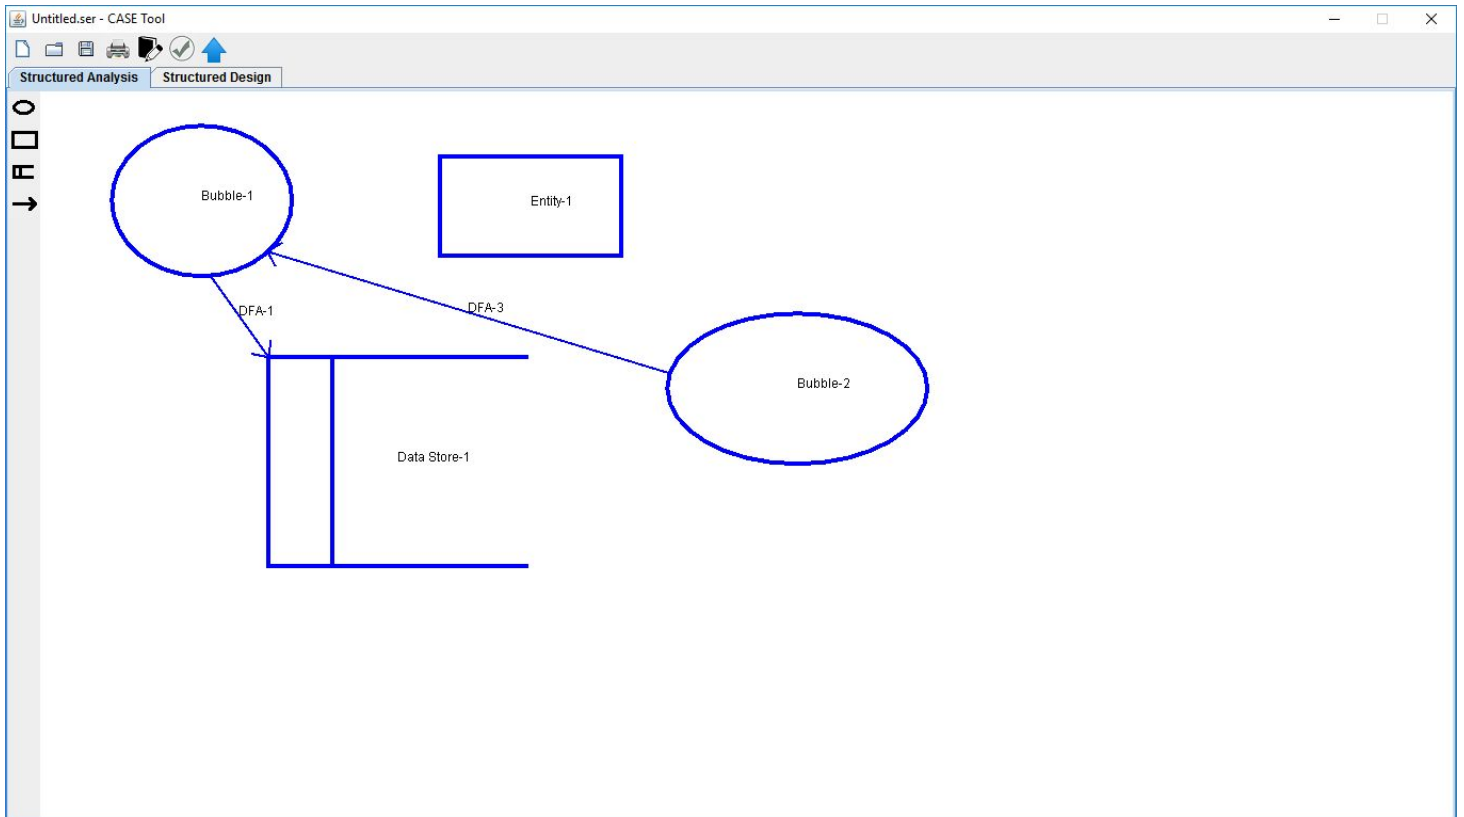 Untitled.ser - CASE Tool
Structured Analysis
Structured Design
Bubble-1
Entity-1
DFA-1
DFA-3
Bubble-2
Data Store-1